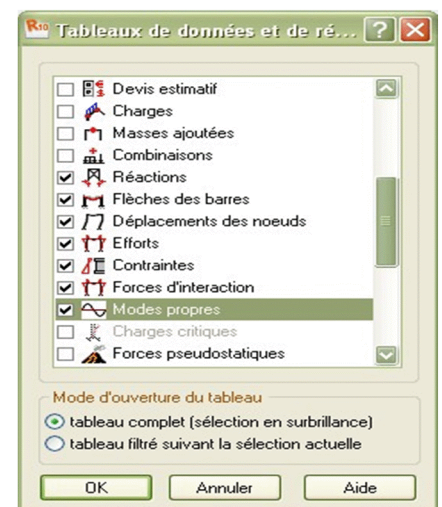 R10 Tableaux de données et de ré...
Devis estimatif
Charges
Masses ajoutées
Combinaisons
Réactions
Flèches des barres
Déplacements des noeuds
Efforts
Contraintes
Forces d'interaction
Modes propres
Charges critiques
Forces pseudostatiques
Mode d'ouverture du tableau
tableau complet (sélection en surbrillance)
tableau filtré suivant la sélection actuelle
OK Annuler Aide